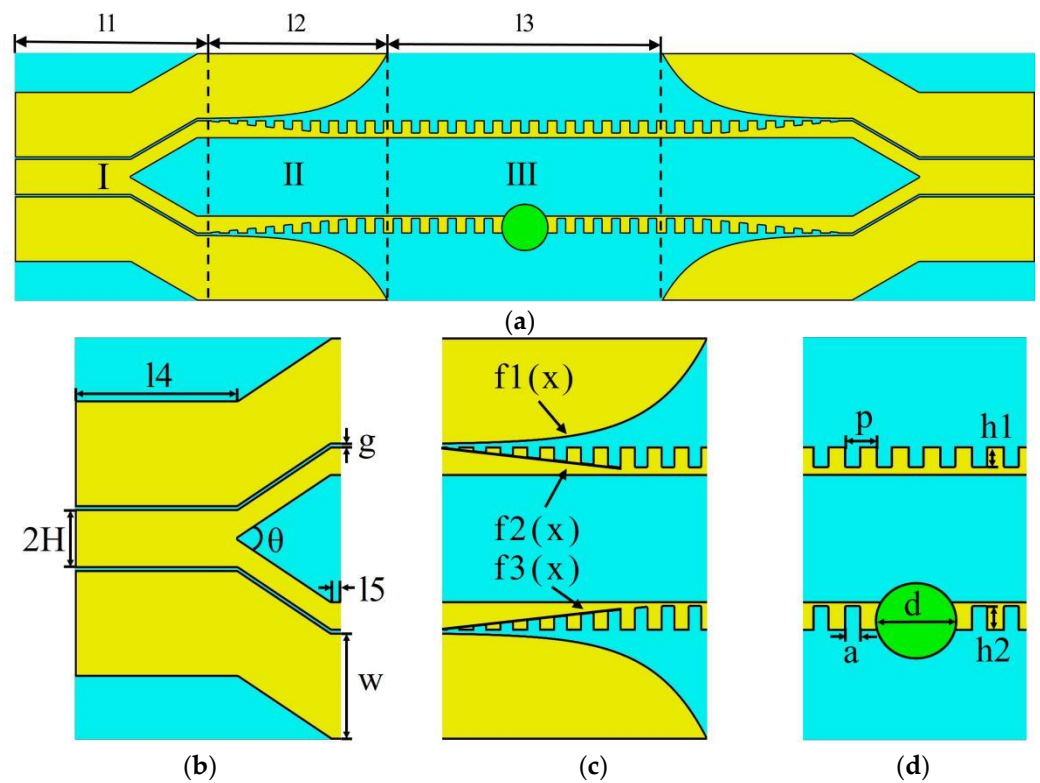 l1 l2 l3
I II III
(a)
l4
g
2H
θ
l5
w
(b)
f1(x)
f2(x)
f3(x)
(c)
p
h1
d
a
h2
(d)